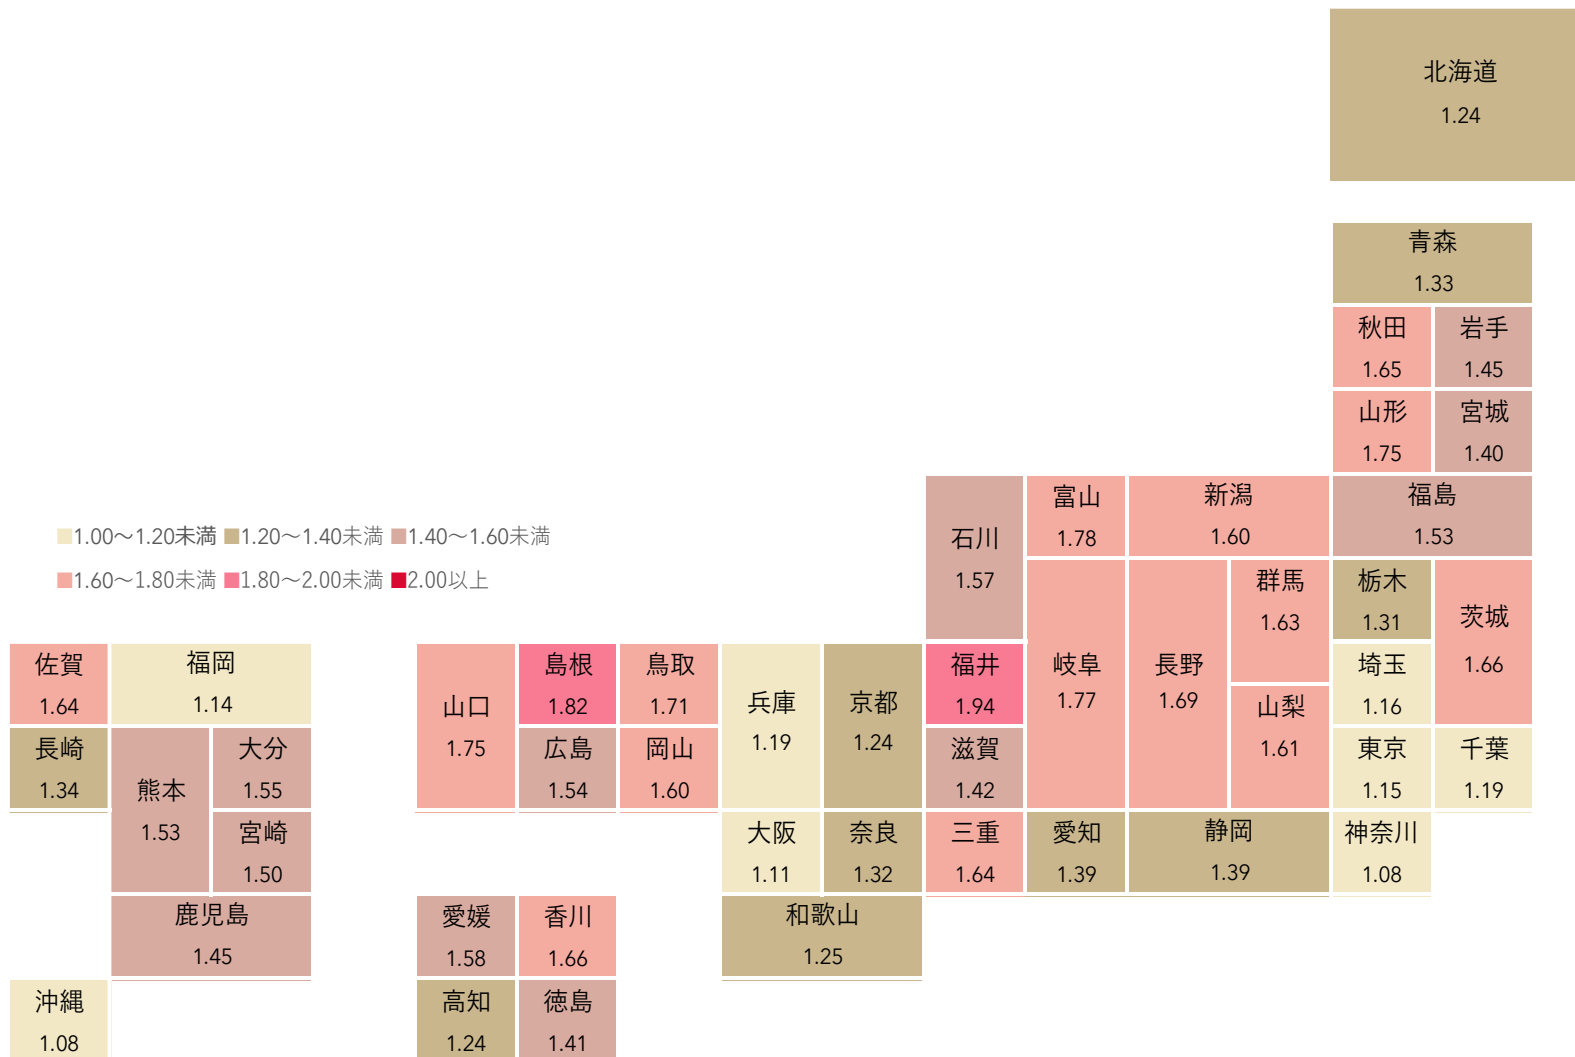 北海道
1.24
青森
1.33
秋田
1.65
岩手
1.45
山形
1.75
宮城
1.40
石川
1.57
富山
1.78
新潟
1.60
福島
1.53
■1.00～1.20未満 ■1.20～1.40未満 ■1.40～1.60未満
■1.60～1.80未満 ■1.80～2.00未満 ■2.00以上
群馬
1.63
栃木
1.31
茨城
1.66
佐賀
1.64
福岡
1.14
山口
1.75
島根
1.82
鳥取
1.71
兵庫
1.19
京都
1.24
福井
1.94
岐阜
1.77
長野
1.69
山梨
1.61
埼玉
1.16
長崎
1.34
熊本
1.53
大分
1.55
広島
1.54
岡山
1.60
滋賀
1.42
東京
1.15
千葉
1.19
宮崎
1.50
大阪
1.11
奈良
1.32
三重
1.64
愛知
1.39
静岡
1.39
神奈川
1.08
鹿児島
1.45
愛媛
1.58
香川
1.66
和歌山
1.25
沖縄
1.08
高知
1.24
徳島
1.41